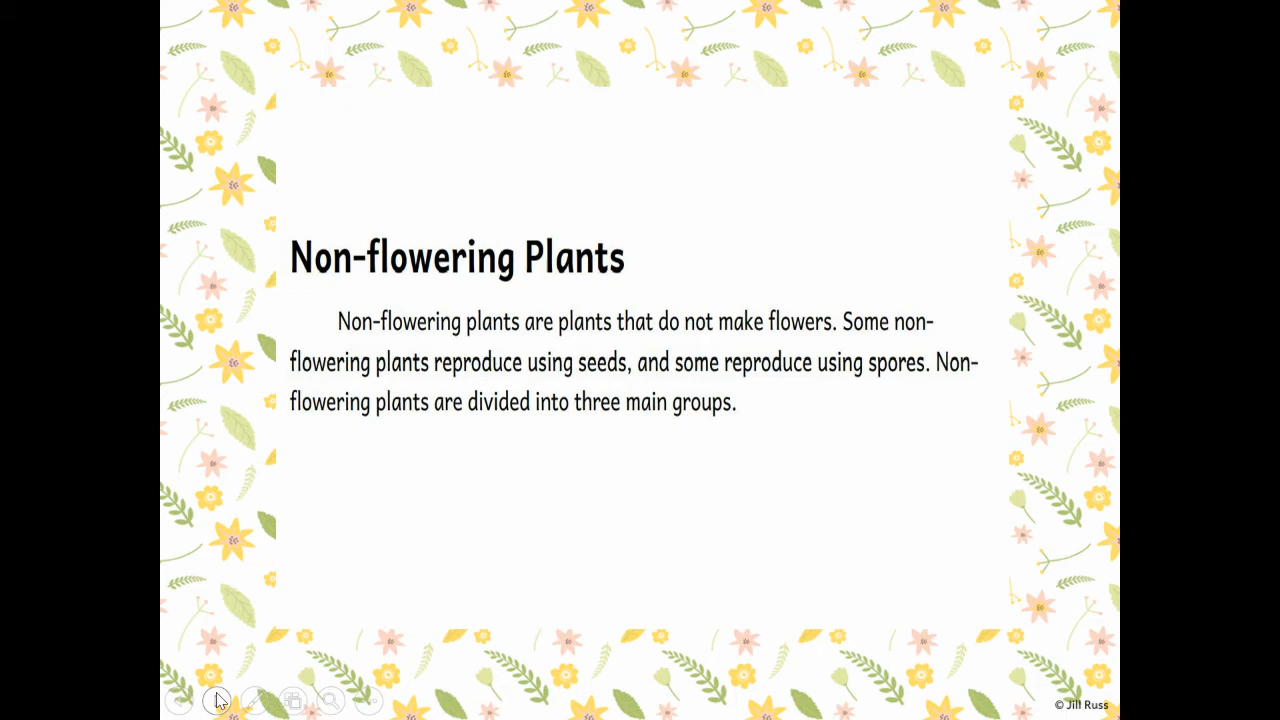 Non-flowering Plants
Non-flowering plants are plants that do not make flowers. Some non-
flowering plants reproduce using seeds, and some reproduce using spores. Non-
flowering plants are divided into three main groups.
© Jill Russ